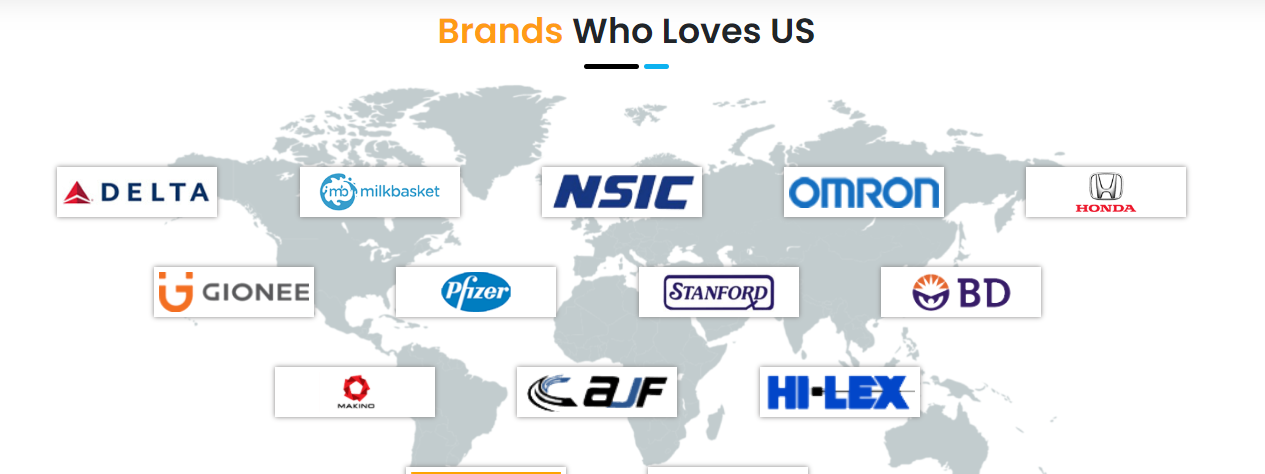 Brands Who Loves US
DELTA
mb milkbasket
NSIC
OMRON
HONDA
GIONEE
Pfizer
STANFORD
BD
MAKINO
AJF
HI-LEX